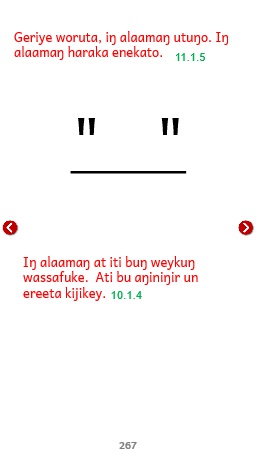 Geriye woruta, iŋ alaamaŋ utuŋo. Iŋ
alaamaŋ haraka enekato. 11.1.5
"   "
Iŋ alaamaŋ at iti buŋ weykuŋ
wassafuke.  Ati bu aŋiniŋir un
ereeta kijikey. 10.1.4
267